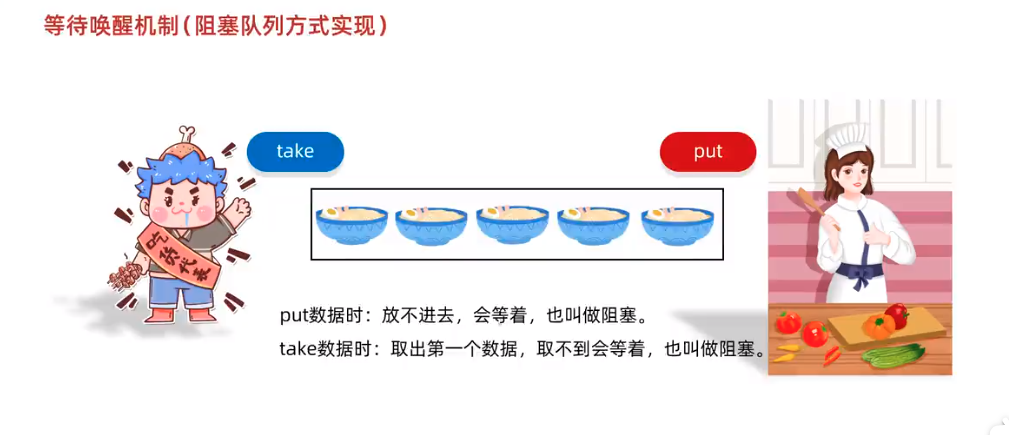 等待唤醒机制(阻塞队列方式实现)
take
put
吃货代表
put数据时：放不进去，会等着，也叫做阻塞。
take数据时：取出第一个数据，取不到会等着，也叫做阻塞。